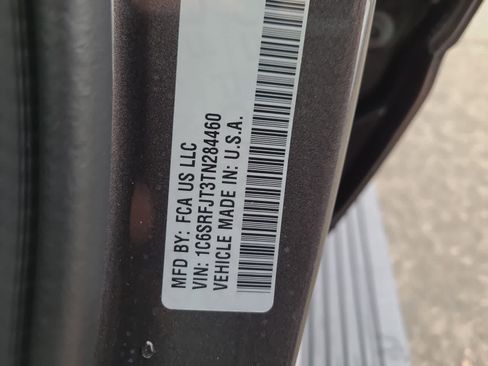 MFD BY: FCA US LLC
VIN: 1C6SRFJT3TN284460
VEHICLE MADE IN: U.S.A.